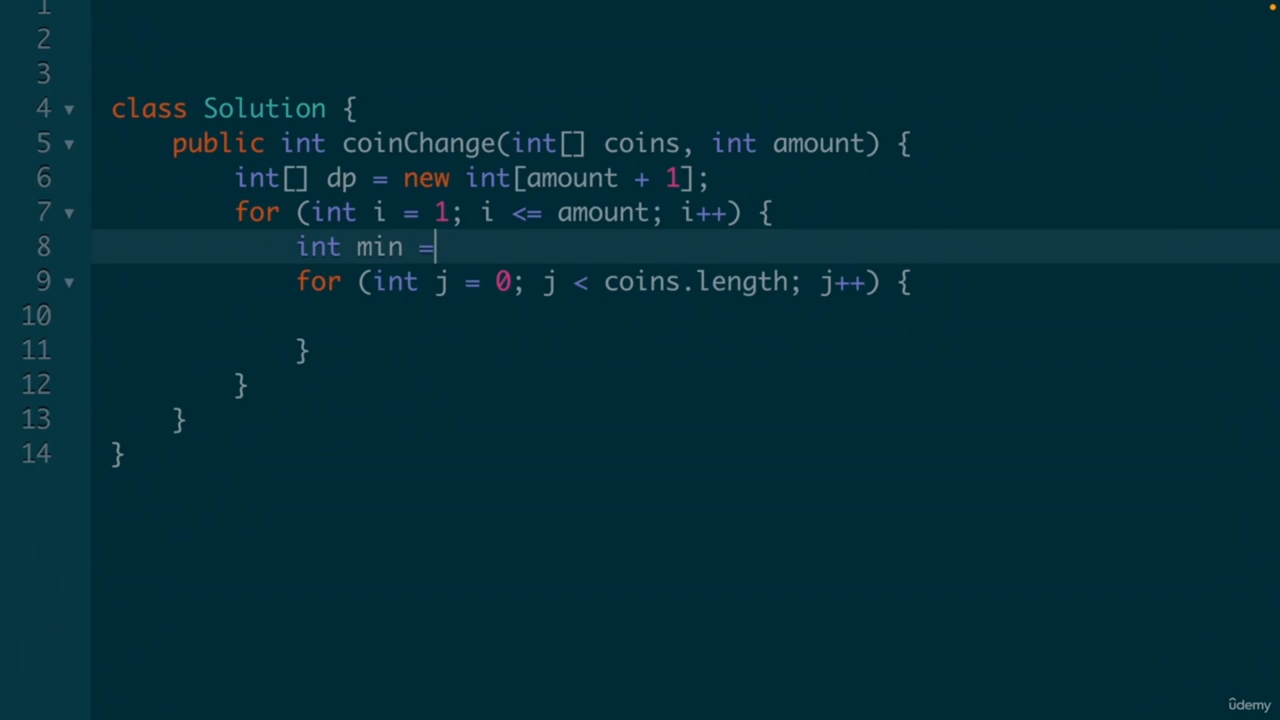 1
2
3
4 class Solution {
5 public int coinChange(int[] coins, int amount) {
6 int[] dp = new int[amount + 1];
7 for (int i = 1; i <= amount; i++) {
8 int min =
9 for (int j = 0; j < coins.length; j++) {
10
11 }
12 }
13 }
14 }
ûdemy